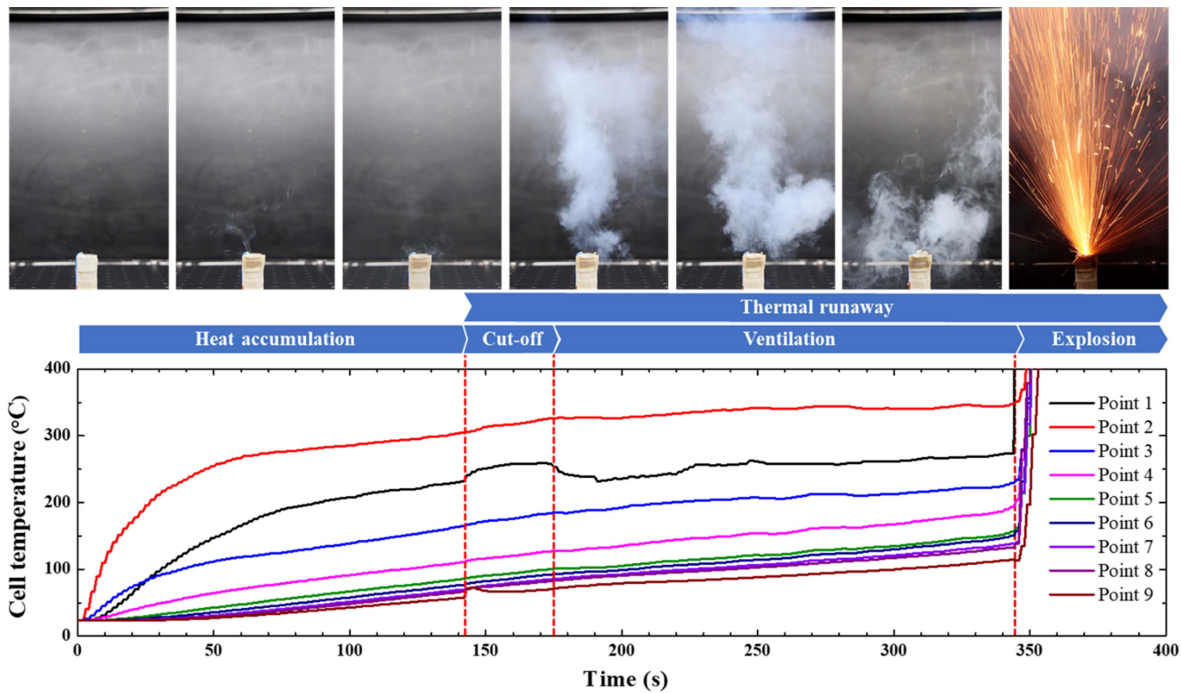 Thermal runaway
Heat accumulation
Cut-off
Ventilation
Explosion
400
300
200
100
0
Cell temperature (°C)
Point 1
Point 2
Point 3
Point 4
Point 5
Point 6
Point 7
Point 8
Point 9
0
50
100
150
200
250
300
350
400
Time (s)